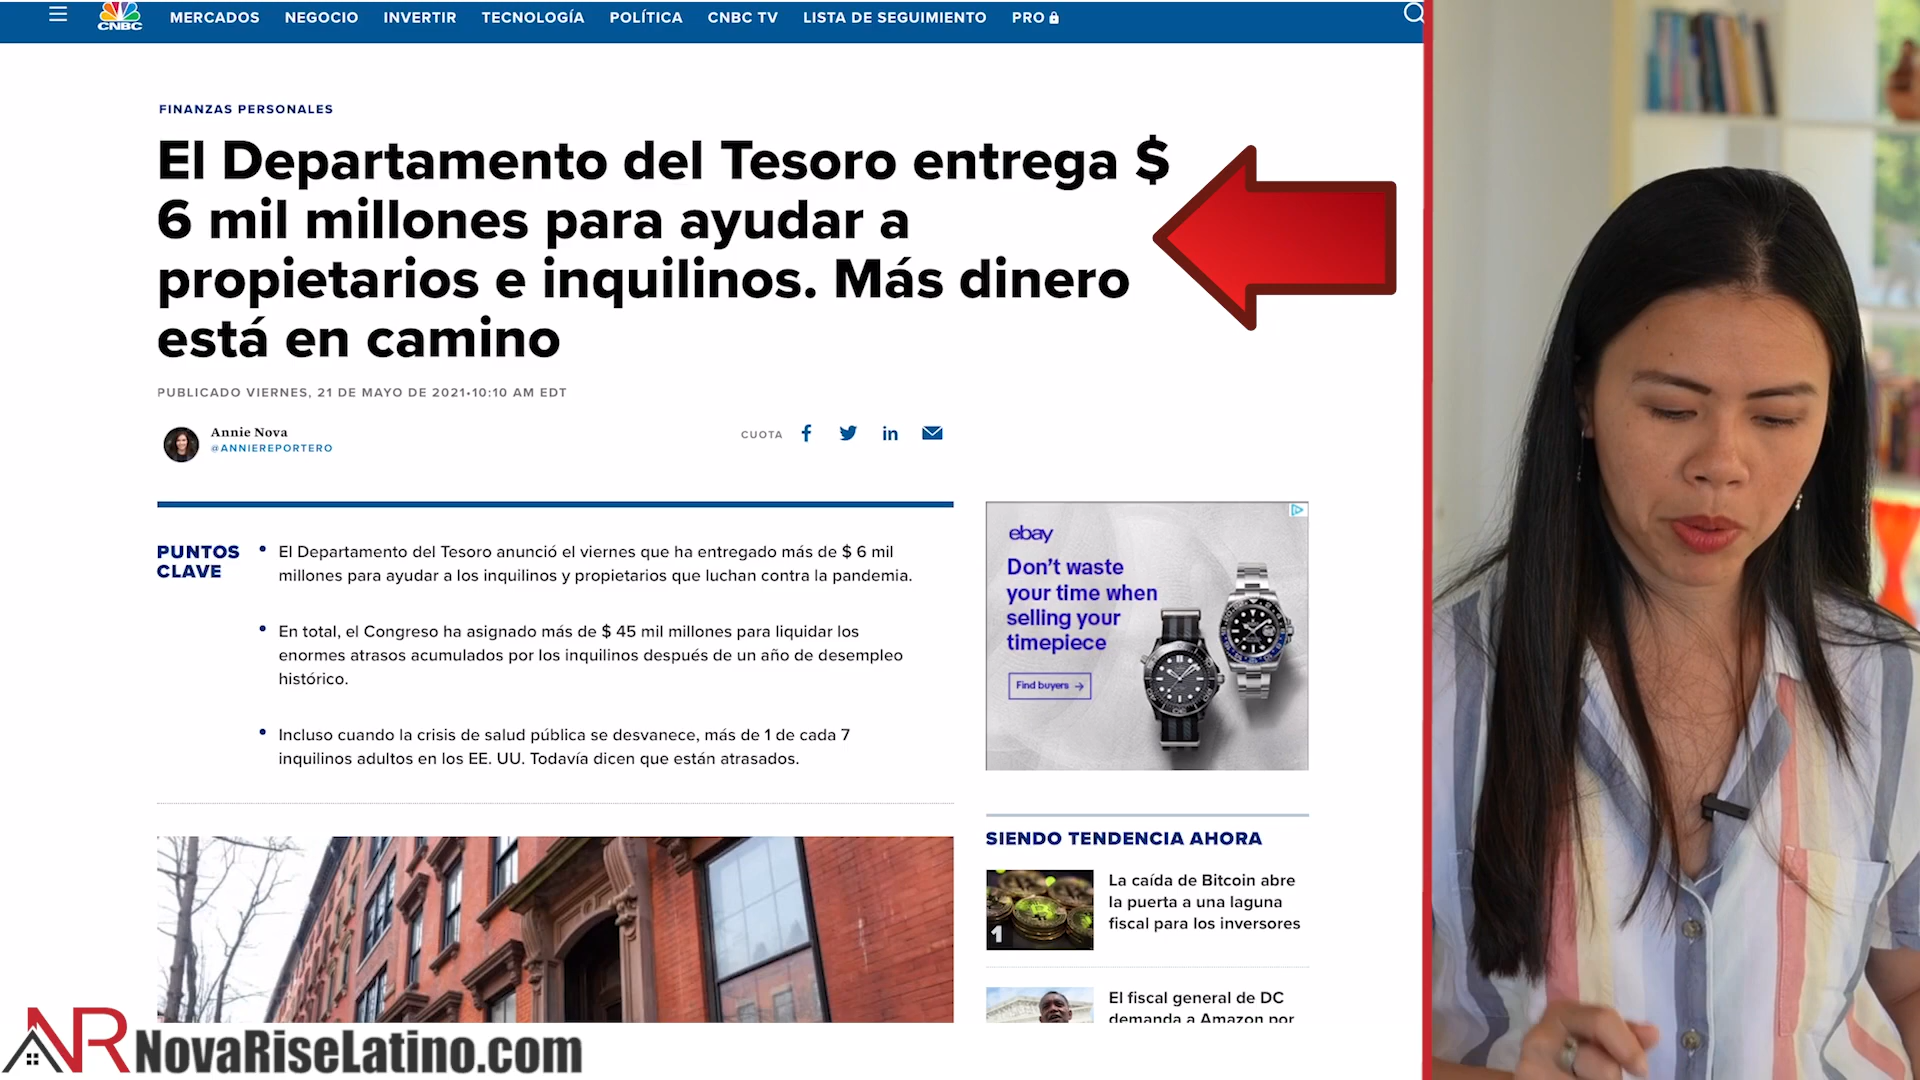 CNBC
MERCADOS NEGOCIO INVERTIR TECNOLOGÍA POLÍTICA CNBC TV LISTA DE SEGUIMIENTO PRO
FINANZAS PERSONALES
El Departamento del Tesoro entrega $
6 mil millones para ayudar a
propietarios e inquilinos. Más dinero
está en camino
PUBLICADO VIERNES, 21 DE MAYO DE 2021•10:10 AM EDT
Annie Nova
@ANNIEREPORTERO
CUOTA
PUNTOS
CLAVE
• El Departamento del Tesoro anunció el viernes que ha entregado más de $ 6 mil
millones para ayudar a los inquilinos y propietarios que luchan contra la pandemia.
• En total, el Congreso ha asignado más de $ 45 mil millones para liquidar los
enormes atrasos acumulados por los inquilinos después de un año de desempleo
histórico.
• Incluso cuando la crisis de salud pública se desvanece, más de 1 de cada 7
inquilinos adultos en los EE. UU. Todavía dicen que están atrasados.
ebay
Don't waste
your time when
selling your
timepiece
Find buyers →
SIENDO TENDENCIA AHORA
1
La caída de Bitcoin abre
la puerta a una laguna
fiscal para los inversores
El fiscal general de DC
demanda a Amazon por
NR NovaRiseLatino.com